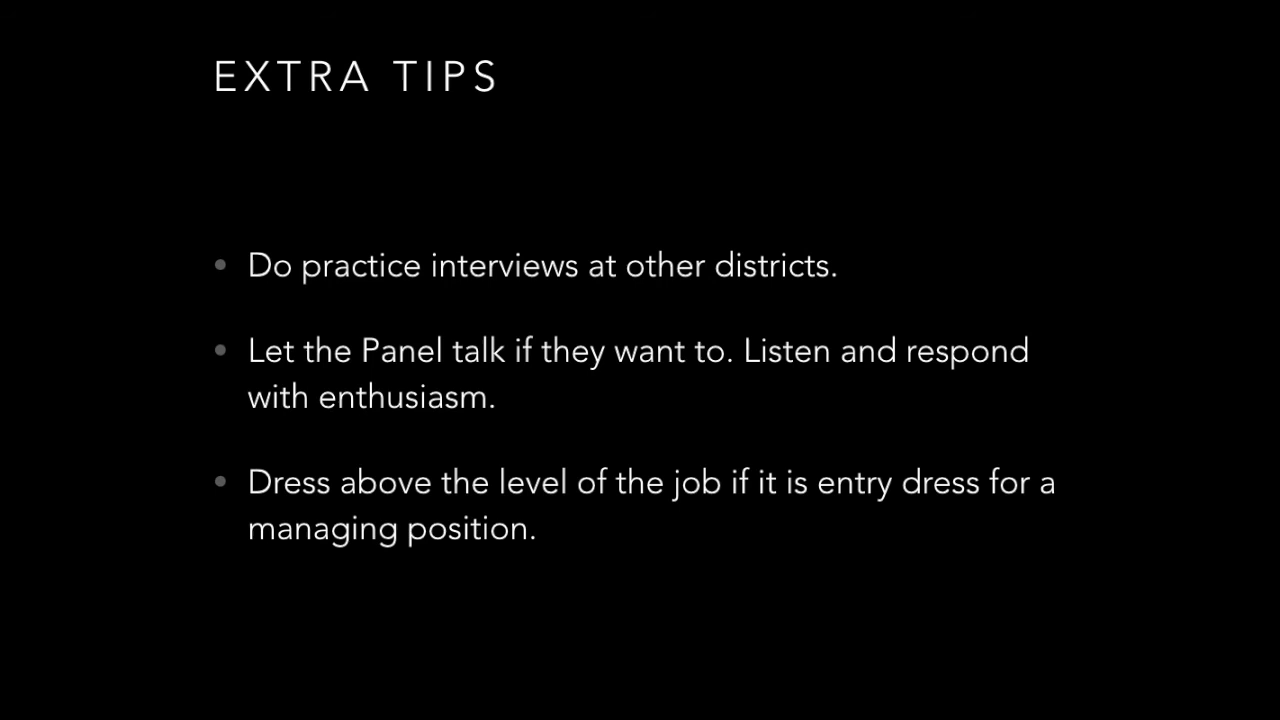 EXTRA TIPS
• Do practice interviews at other districts.
• Let the Panel talk if they want to. Listen and respond
with enthusiasm.
• Dress above the level of the job if it is entry dress for a
managing position.